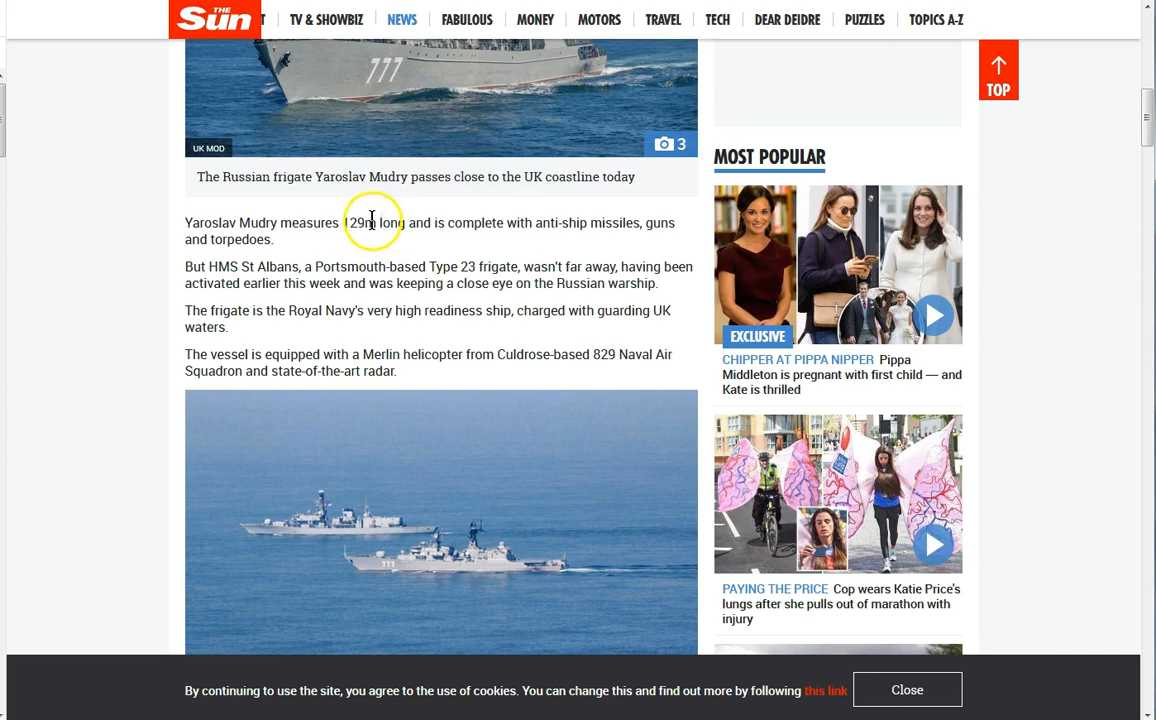 THE
Sun
T
TV & SHOWBIZ
NEWS
FABULOUS
MONEY
MOTORS
TRAVEL
TECH
DEAR DEIDRE
PUZZLES
TOPICS A-Z
777
UK MOD
3
The Russian frigate Yaroslav Mudry passes close to the UK coastline today
Yaroslav Mudry measures 129m long and is complete with anti-ship missiles, guns
and torpedoes.
But HMS St Albans, a Portsmouth-based Type 23 frigate, wasn't far away, having been
activated earlier this week and was keeping a close eye on the Russian warship.
The frigate is the Royal Navy's very high readiness ship, charged with guarding UK
waters.
The vessel is equipped with a Merlin helicopter from Culdrose-based 829 Naval Air
Squadron and state-of-the-art radar.
777
TOP
MOST POPULAR
EXCLUSIVE
CHIPPER AT PIPPA NIPPER Pippa
Middleton is pregnant with first child — and
Kate is thrilled
PAYING THE PRICE Cop wears Katie Price's
lungs after she pulls out of marathon with
injury
By continuing to use the site, you agree to the use of cookies. You can change this and find out more by following this link
Close